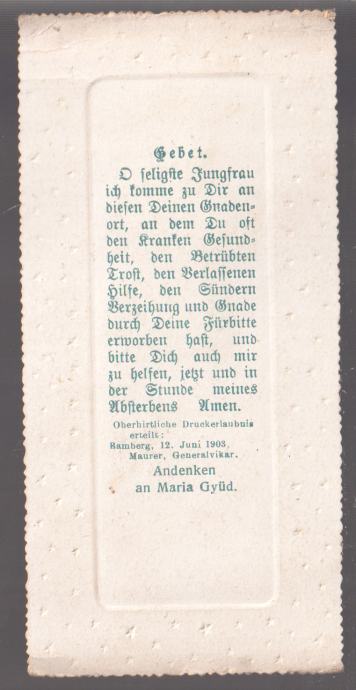 Gebet.
O seligste Jungfrau
ich komme zu Dir an
diesen Deinen Gnaden-
ort, an dem Du oft
den Kranken Gesund-
heit, den Betrübten
Trost, den Verlassenen
Hilfe, den Sündern
Verzeihung und Gnade
durch Deine Fürbitte
erworben hast, und
bitte Dich auch mir
zu helfen, jetzt und in
der Stunde meines
Absterbens Amen.
Oberhirtliche Druckerlaubnis
erteilt:
Bamberg, 12. Juni 1903.
Maurer, Generalvikar.
Andenken
an Maria Gyüd.